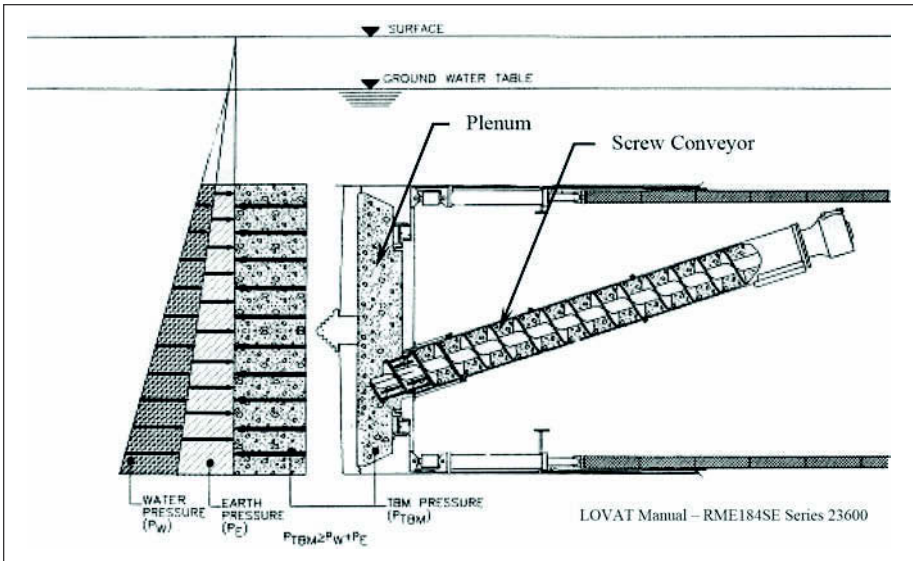 SURFACE
GROUND WATER TABLE
Plenum
Screw Conveyor
WATER
PRESSURE
(PW)
EARTH
PRESSURE
(PE)
TBM PRESSURE
(PTBM)
PTBM≥PW+PE
LOVAT Manual – RME184SE Series 23600